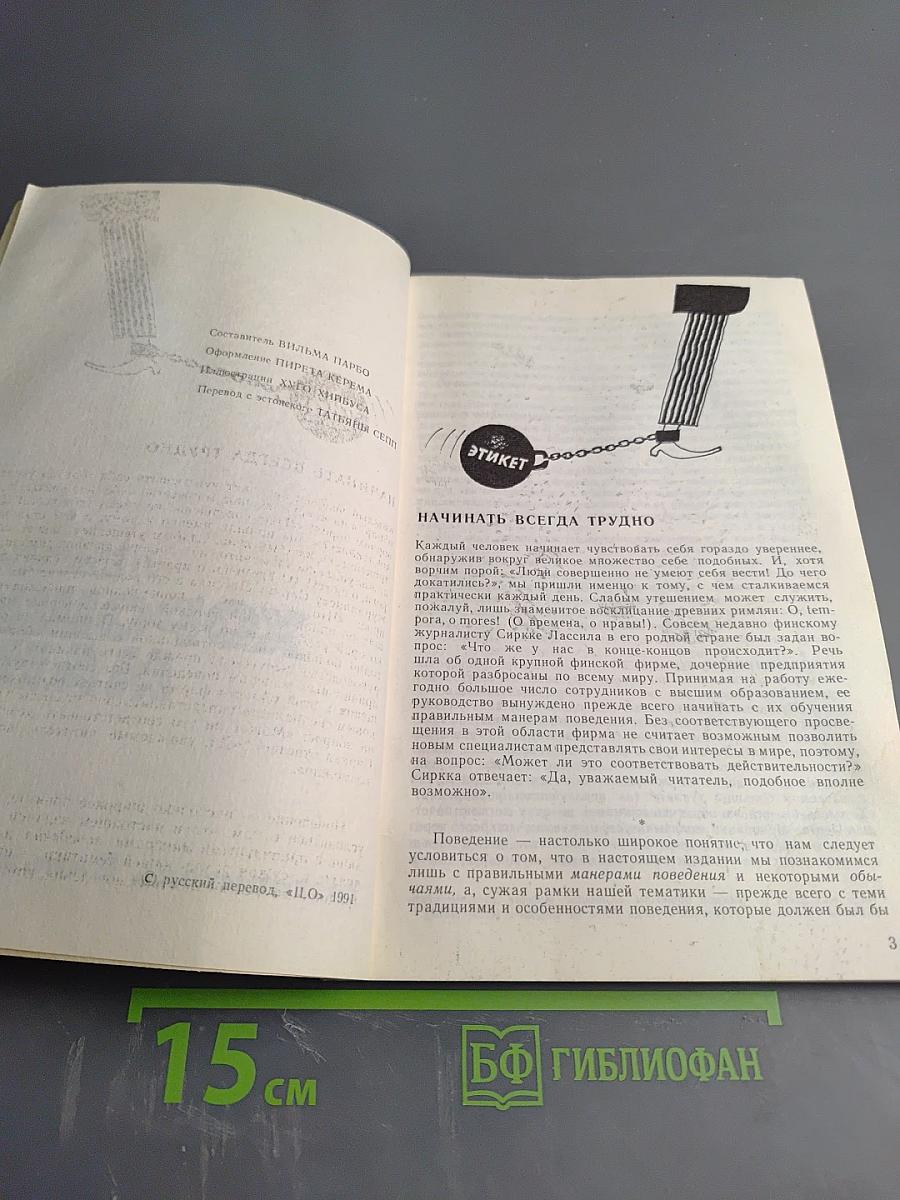 Составитель ВИЛЬМА ПАРБО
Оформление ПИРЕТА КЕРЕМА
Иллюстрации ХУГО ХИЙБУСА
Перевод с эстонского ТАТЬЯНЫ СЕПП
С русский перевод, «П.О» 1991
ЭТИКЕТ
НАЧИНАТЬ ВСЕГДА ТРУДНО
Каждый человек начинает чувствовать себя гораздо увереннее,
обнаружив вокруг великое множество себе подобных. И, хотя
ворчим порой: «Люди совершенно не умеют себя вести! До чего
докатились?», мы пришли именно к тому, с чем сталкиваемся
практически каждый день. Слабым утешением может служить,
пожалуй, лишь знаменитое восклицание древних римлян: O, tem-
pora, o mores! (О времена, о нравы!). Совсем недавно финскому
журналисту Сиркке Лассила в его родной стране был задан во-
прос: «Что же у нас в конце-концов происходит?». Речь
шла об одной крупной финской фирме, дочерние предприятия
которой разбросаны по всему миру. Принимая на работу еже-
годно большое число сотрудников с высшим образованием, ее
руководство вынуждено прежде всего начинать с их обучения
правильным манерам поведения. Без соответствующего просве-
щения в этой области фирма не считает возможным позволить
новым специалистам представлять свои интересы в мире, поэтому,
на вопрос: «Может ли это соответствовать действительности?»
Сиркка отвечает: «Да, уважаемый читатель, подобное вполне
возможно».
*
Поведение — настолько широкое понятие, что нам следует
условиться о том, что в настоящем издании мы познакомимся
лишь с правильными манерами поведения и некоторыми обы-
чаями, а, сужая рамки нашей тематики — прежде всего с теми
традициями и особенностями поведения, которые должен был бы
3
15 см
БФ ГИБЛИОФАН